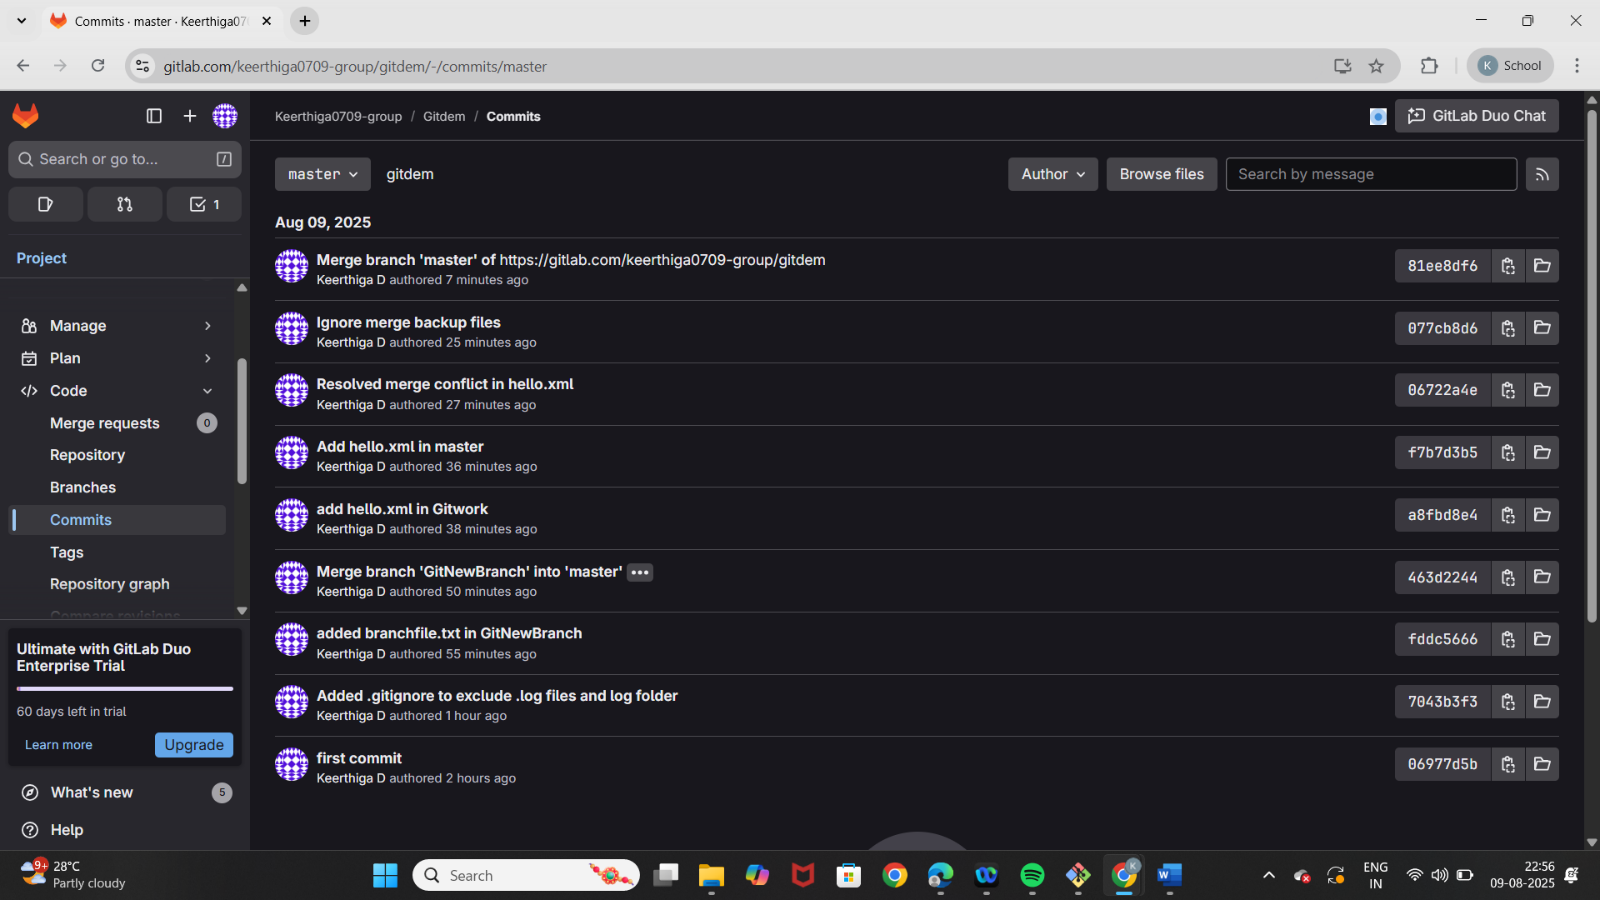 Commits · master · Keerthiga07
gitlab.com/keerthiga0709-group/gitdem/-/commits/master
K School
Keerthiga0709-group / Gitdem / Commits
GitLab Duo Chat
Search or go to... /
1
Project
Manage
Plan
Code
Merge requests 0
Repository
Branches
Commits
Tags
Repository graph
Compare revisions
Ultimate with GitLab Duo
Enterprise Trial
60 days left in trial
Learn more Upgrade
What's new 5
Help
master gitdem
Author Browse files Search by message
Aug 09, 2025
Merge branch 'master' of https://gitlab.com/keerthiga0709-group/gitdem
Keerthiga D authored 7 minutes ago
81ee8df6
Ignore merge backup files
Keerthiga D authored 25 minutes ago
077cb8d6
Resolved merge conflict in hello.xml
Keerthiga D authored 27 minutes ago
06722a4e
Add hello.xml in master
Keerthiga D authored 36 minutes ago
f7b7d3b5
add hello.xml in Gitwork
Keerthiga D authored 38 minutes ago
a8fbd8e4
Merge branch 'GitNewBranch' into 'master' •••
Keerthiga D authored 50 minutes ago
463d2244
added branchfile.txt in GitNewBranch
Keerthiga D authored 55 minutes ago
fddc5666
Added .gitignore to exclude .log files and log folder
Keerthiga D authored 1 hour ago
7043b3f3
first commit
Keerthiga D authored 2 hours ago
06977d5b
9+
28°C
Partly cloudy
Search
K
W
ENG
IN
22:56
09-08-2025